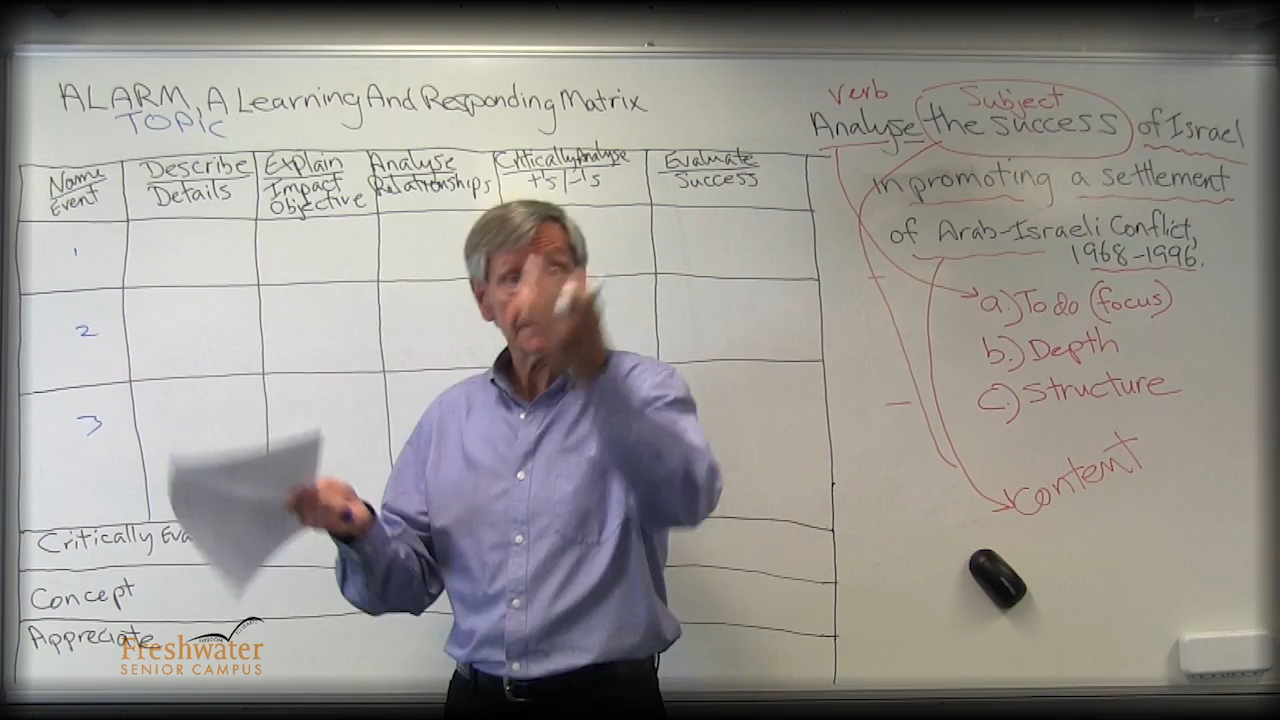 ALARM, A Learning And Responding Matrix
TOPIC
Name
Event
Describe
Details
Explain
Impact
Objective
Analyse
Relationships
Critically Analyse
+'s | -'s
Evaluate
Success
1
2
3
Critically Eva
Concept
Appreciate
Freshwater
SENIOR CAMPUS
verb
Subject
Analyse the success of Israel
in promoting a settlement
of Arab-Israeli Conflict,
1968-1996.
a.) To do (focus)
b.) Depth
c.) Structure
content